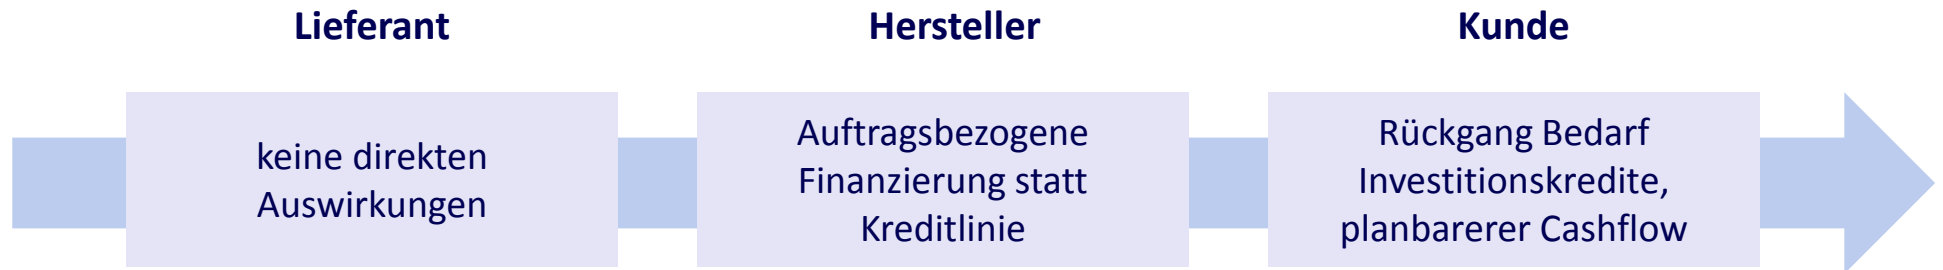 Lieferant
Hersteller
Kunde
keine direkten
Auswirkungen
Auftragsbezogene
Finanzierung statt
Kreditlinie
Rückgang Bedarf
Investitionskredite,
planbarerer Cashflow